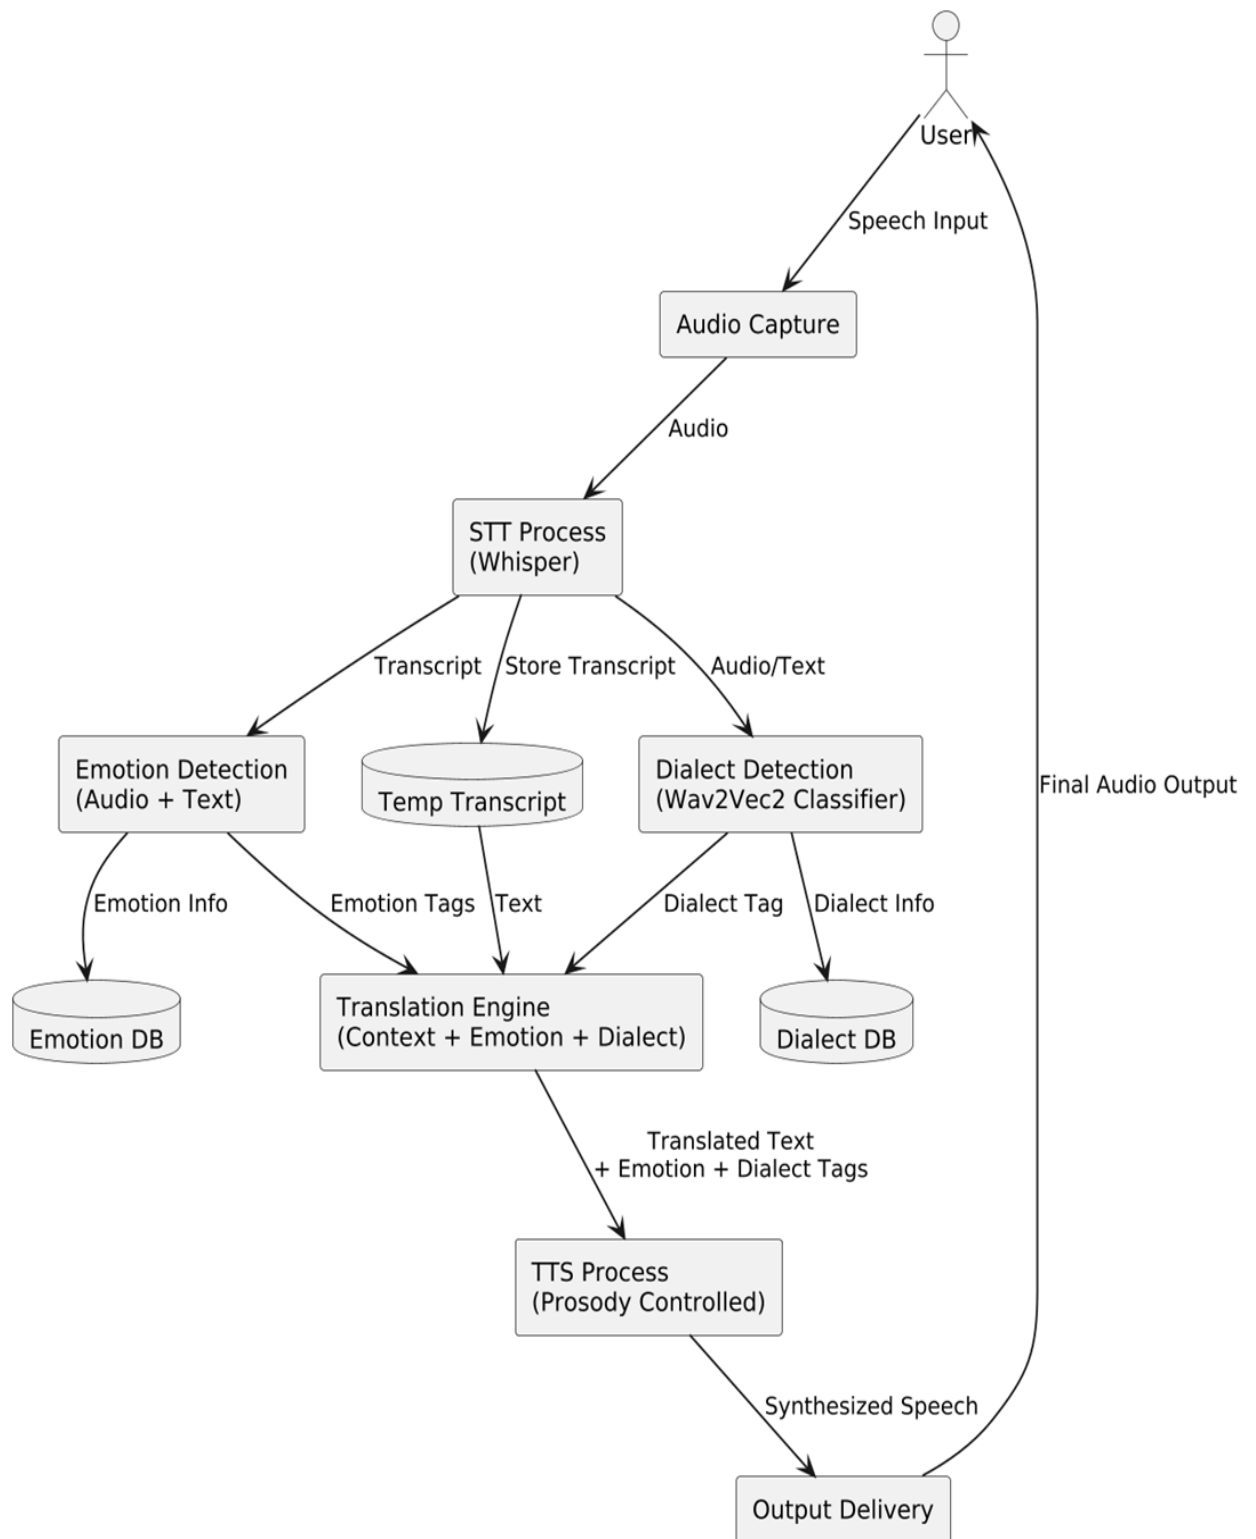 User
Speech Input
Audio Capture
Audio
STT Process
(Whisper)
Transcript
Store Transcript
Audio/Text
Emotion Detection
(Audio + Text)
Temp Transcript
Dialect Detection
(Wav2Vec2 Classifier)
Final Audio Output
Emotion Info
Emotion Tags
Text
Dialect Tag
Dialect Info
Emotion DB
Translation Engine
(Context + Emotion + Dialect)
Dialect DB
Translated Text
+ Emotion + Dialect Tags
TTS Process
(Prosody Controlled)
Synthesized Speech
Output Delivery